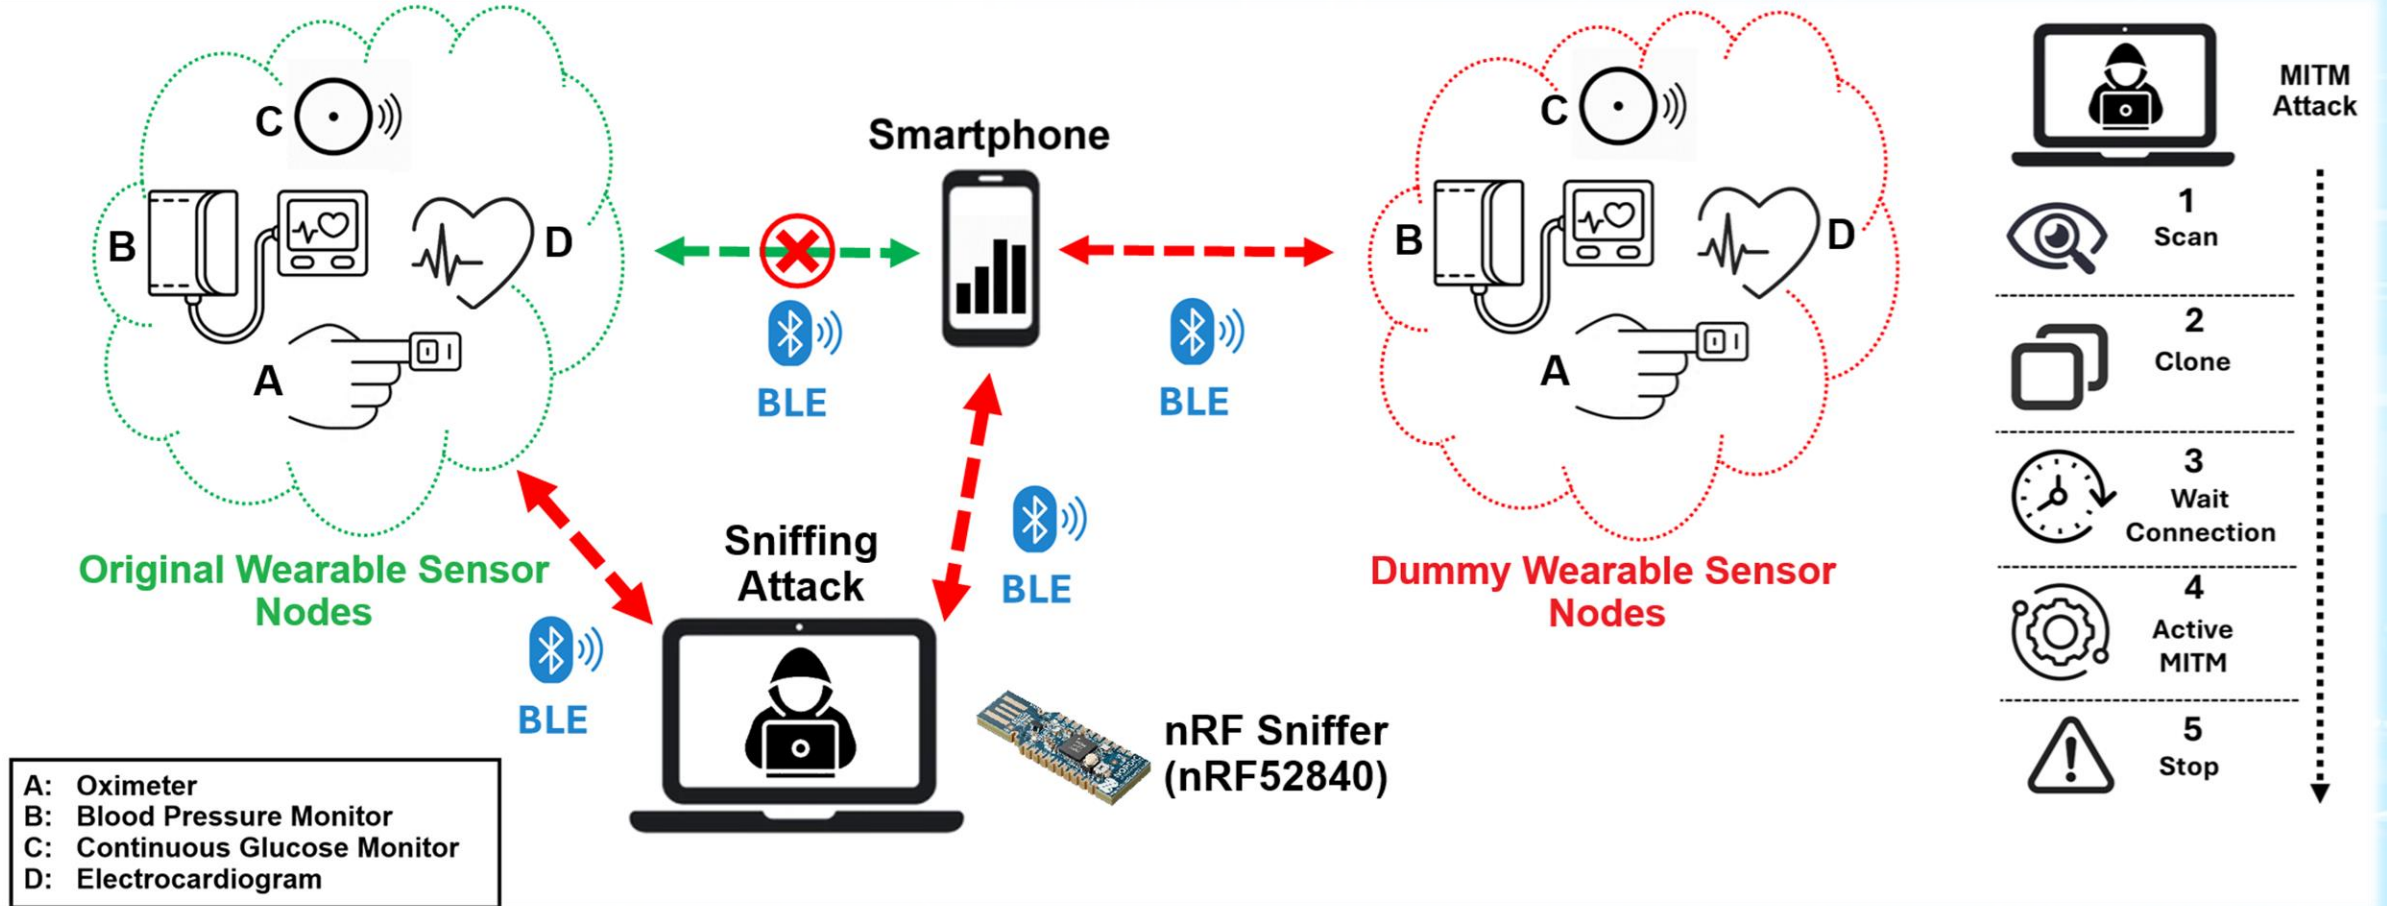 C
B
D
A
Original Wearable Sensor
Nodes
Smartphone
BLE
BLE
BLE
BLE
Sniffing
Attack
nRF Sniffer
(nRF52840)
C
B
D
A
Dummy Wearable Sensor
Nodes
MITM
Attack
1
Scan
2
Clone
3
Wait
Connection
4
Active
MITM
5
Stop
A: Oximeter
B: Blood Pressure Monitor
C: Continuous Glucose Monitor
D: Electrocardiogram